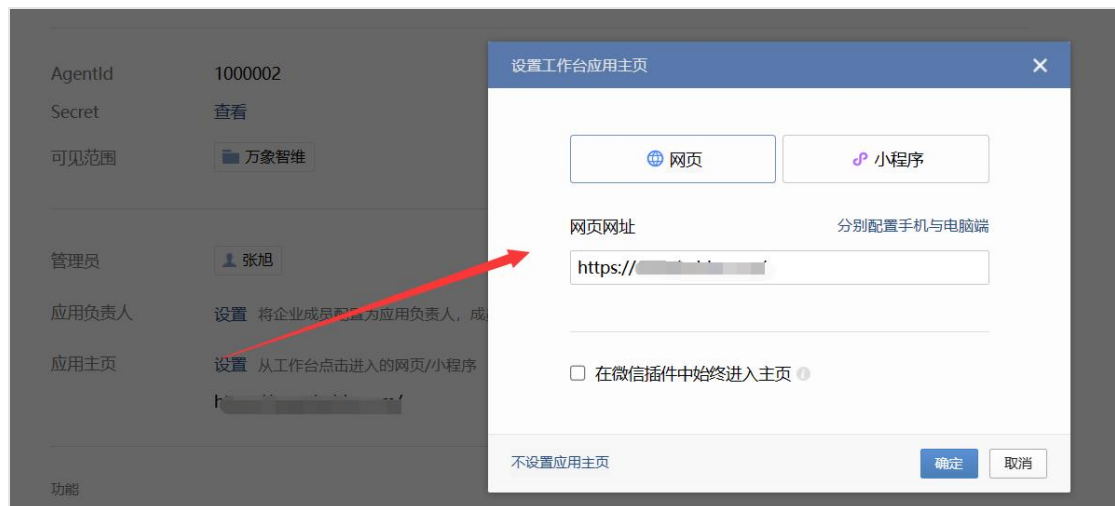 AgentId 1000002
Secret 查看
可见范围 万象智维
管理员 张旭
应用负责人 设置 将企业成员配置为应用负责人，成
应用主页 设置 从工作台点击进入的网页/小程序
功能
设置工作台应用主页
网页 小程序
网页网址 分别配置手机与电脑端
https://
在微信插件中始终进入主页
不设置应用主页 确定 取消